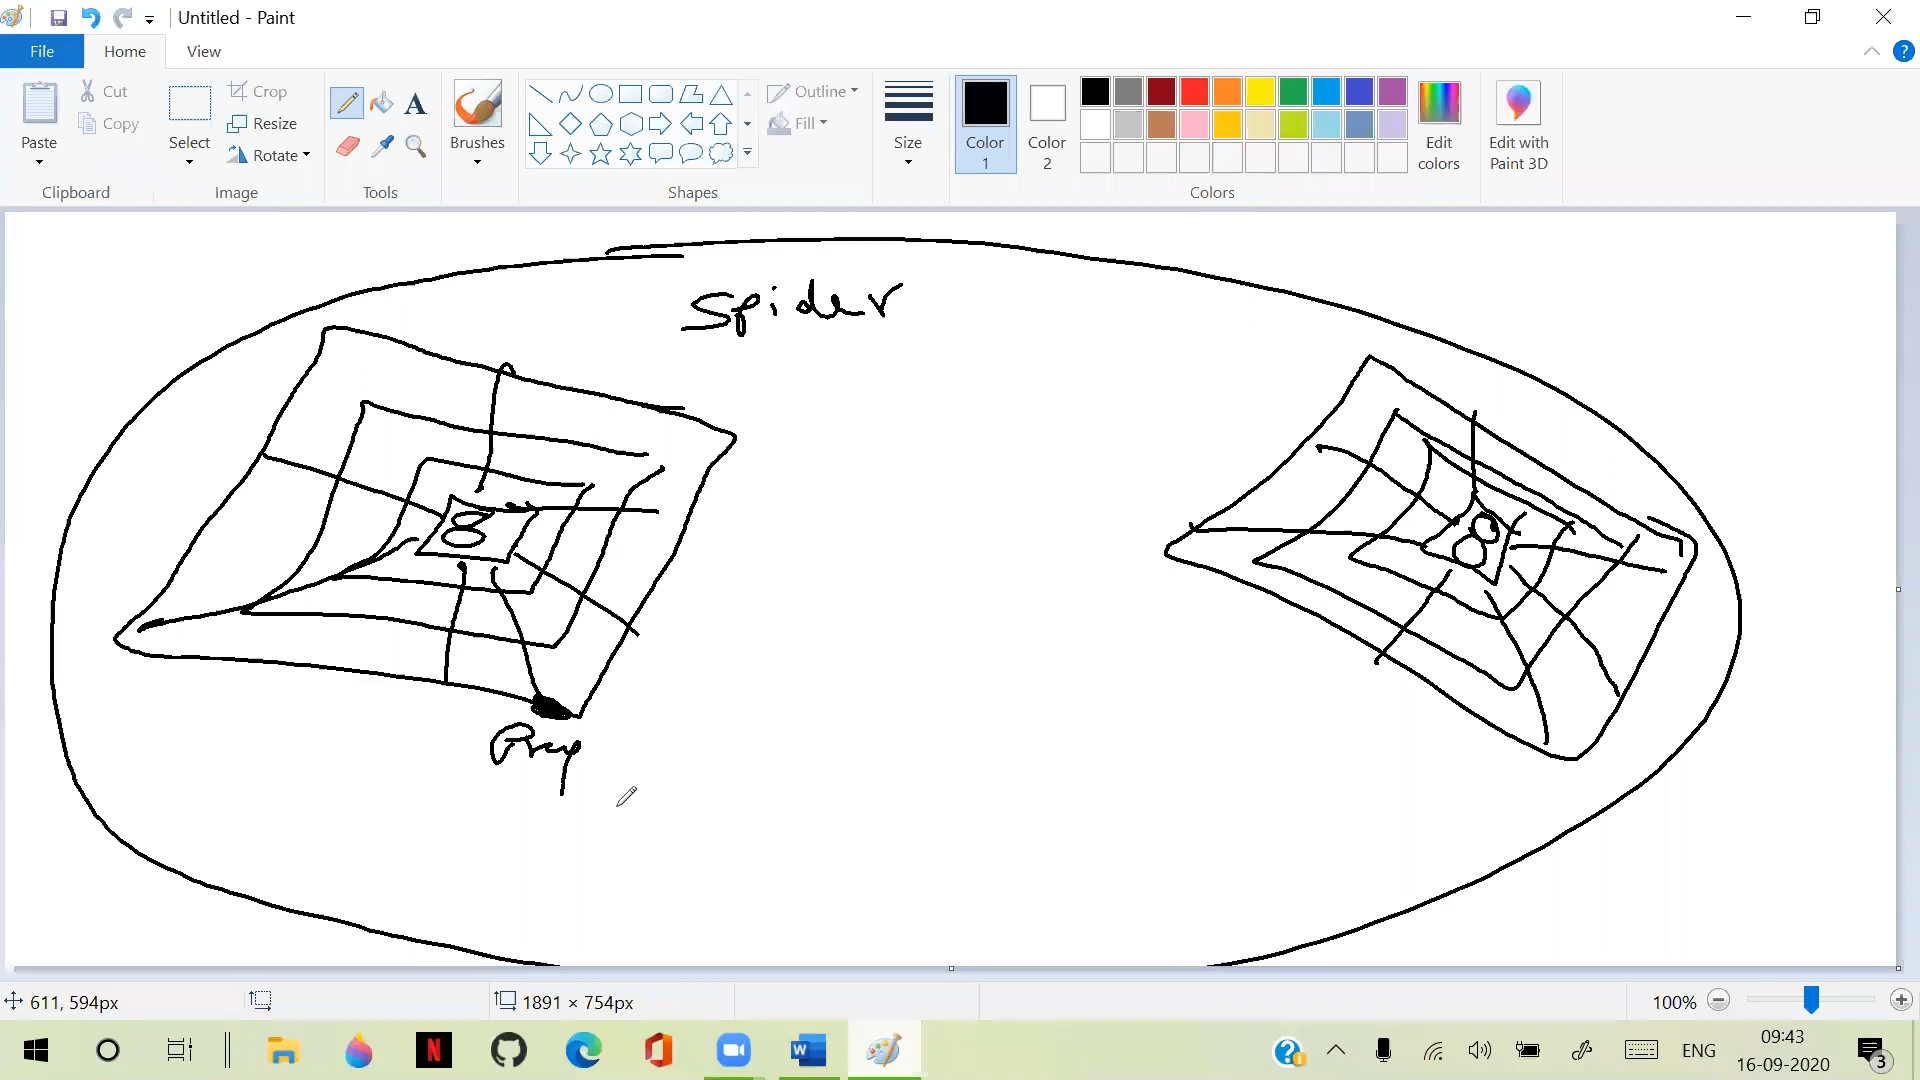 Untitled - Paint
File Home View
Paste
Cut
Copy
Clipboard
Select
Crop
Resize
Rotate
Image
Tools
A
Brushes
Shapes
Outline
Fill
Size
Color 1
Color 2
Colors
Edit colors
Edit with Paint 3D
Spider
Prey
611, 594px
1891 × 754px
100%
N
W
ENG
09:43
16-09-2020
3